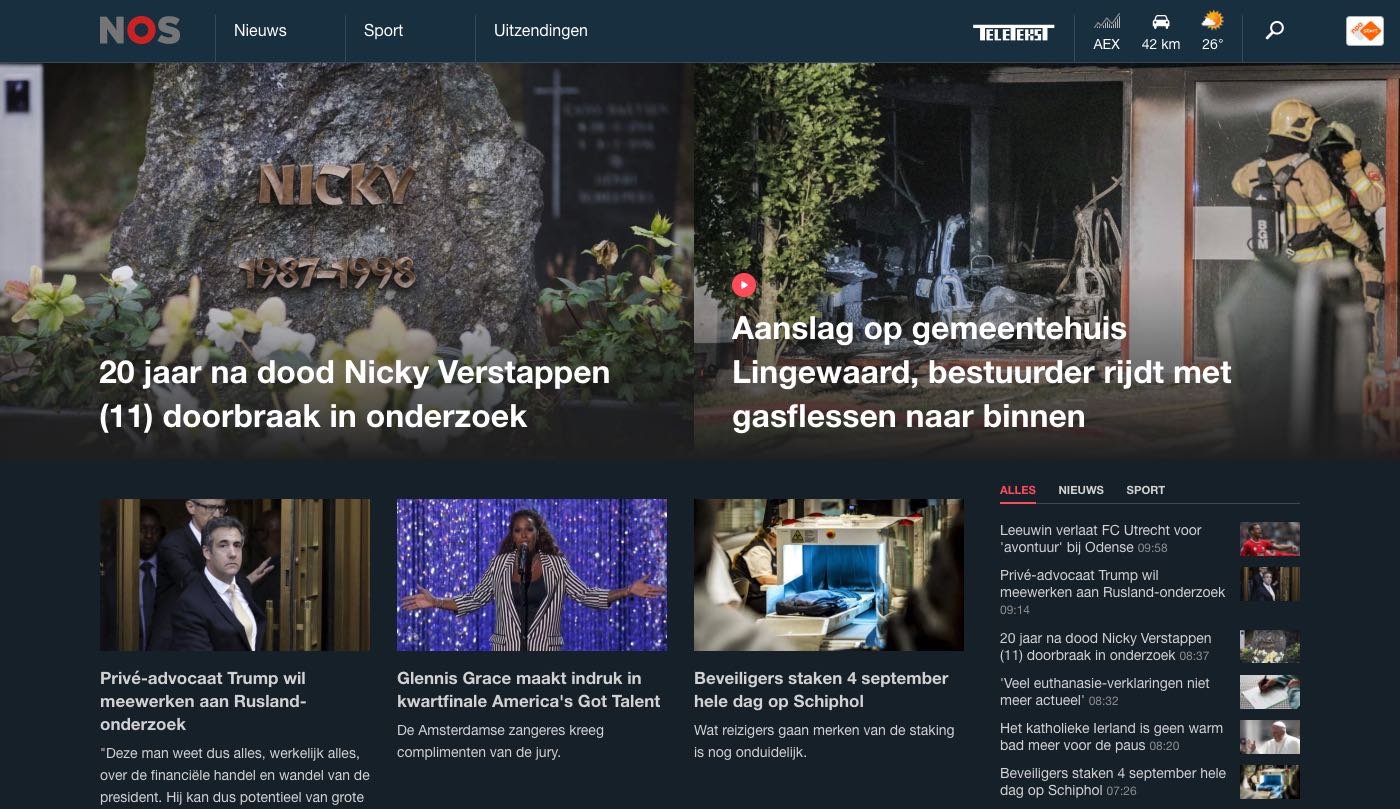 NOS
Nieuws
Sport
Uitzendingen
TELETEKST
AEX
42 km
26°
npo start
NICKY
1987–1998
20 jaar na dood Nicky Verstappen
(11) doorbraak in onderzoek
BGM
Aanslag op gemeentehuis
Lingewaard, bestuurder rijdt met
gasflessen naar binnen
Privé-advocaat Trump wil
meewerken aan Rusland-
onderzoek
"Deze man weet dus alles, werkelijk alles,
over de financiële handel en wandel van de
president. Hij kan dus potentieel van grote
Glennis Grace maakt indruk in
kwartfinale America's Got Talent
De Amsterdamse zangeres kreeg
complimenten van de jury.
Beveiligers staken 4 september
hele dag op Schiphol
Wat reizigers gaan merken van de staking
is nog onduidelijk.
ALLES
NIEUWS
SPORT
Leeuwin verlaat FC Utrecht voor
'avontuur' bij Odense 09:58
Privé-advocaat Trump wil
meewerken aan Rusland-onderzoek
09:14
20 jaar na dood Nicky Verstappen
(11) doorbraak in onderzoek 08:37
'Veel euthanasie-verklaringen niet
meer actueel' 08:32
Het katholieke Ierland is geen warm
bad meer voor de paus 08:20
Beveiligers staken 4 september hele
dag op Schiphol 07:26